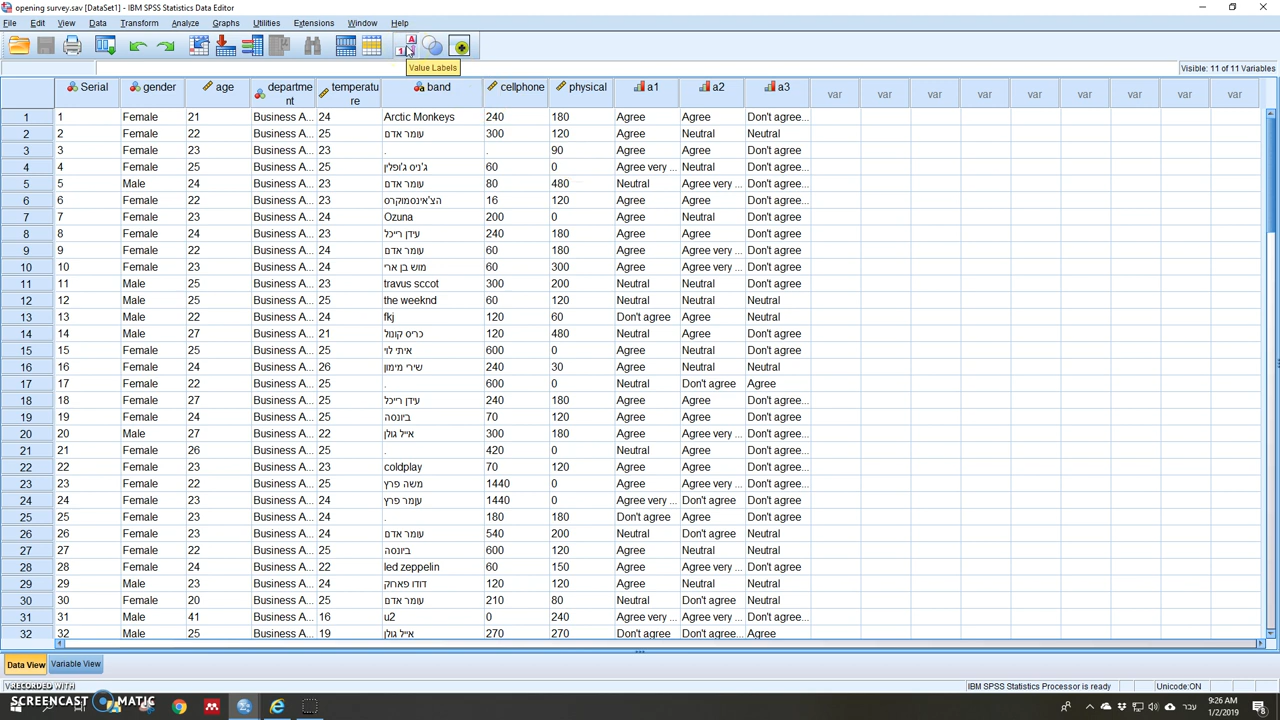 opening survey.sav [DataSet1] - IBM SPSS Statistics Data Editor
File Edit View Data Transform Analyze Graphs Utilities Extensions Window Help
Value Labels
Visible: 11 of 11 Variables
Serial gender age departme nt temperatu re band cellphone physical a1 a2 a3 var var var var var var var var var
1 1 Female 21 Business A... 24 Arctic Monkeys 240 180 Agree Agree Don't agree...
2 2 Female 22 Business A... 25 עומר אדם 300 120 Agree Neutral Neutral
3 3 Female 22 Business A... 23 . . 90 Agree Agree Don't agree
4 4 Female 25 Business A... 25 ג'ניס ג'ופלין 60 0 Agree very ... Neutral Don't agree
5 5 Male 24 Business A... 23 עומר אדם 80 480 Neutral Agree very ... Don't agree
6 6 Female 22 Business A... 23 הצ'אינסמוקרס 16 120 Agree Agree Don't agree...
7 7 Female 23 Business A... 24 Ozuna 200 0 Agree Neutral Don't agree
8 8 Female 24 Business A... 23 עידן רייכל 240 180 Agree Agree Don't agree
9 9 Female 22 Business A... 24 עומר אדם 60 180 Agree Agree very ... Don't agree
10 10 Female 23 Business A... 24 מוש בן ארי 60 300 Agree Agree very ... Don't agree
11 11 Male 25 Business A... 23 travus sccot 300 200 Neutral Neutral Don't agree
12 12 Male 25 Business A... 25 the weeknd 60 120 Agree Neutral Neutral
13 13 Male 22 Business A... 24 fkj 120 60 Don't agree Agree Neutral
14 14 Male 27 Business A... 21 כריס קונול 120 480 Neutral Agree Don't agree
15 15 Female 25 Business A... 25 איתי לוי 600 0 Agree Neutral Don't agree
16 16 Female 24 Business A... 26 שירי מימון 240 30 Agree Neutral Neutral
17 17 Female 22 Business A... 25 . 600 0 Neutral Don't agree Agree
18 18 Female 27 Business A... 25 עידן רייכל 240 180 Agree Agree Don't agree...
19 19 Female 24 Business A... 25 ביונסה 70 120 Agree Agree Don't agree
20 20 Male 27 Business A... 22 אייל גולן 300 180 Agree Agree very ... Don't agree...
21 21 Female 26 Business A... 25 . 420 0 Neutral Agree Don't agree
22 22 Female 23 Business A... 23 coldplay 70 120 Agree Agree Don't agree...
23 23 Female 22 Business A... 25 משה פרץ 1440 0 Agree Agree very ... Don't agree
24 24 Female 23 Business A... 24 עומר פרץ 1440 0 Agree very ... Don't agree Don't agree
25 25 Female 23 Business A... 24 . 180 180 Don't agree Agree Don't agree
26 26 Female 23 Business A... 24 עומר אדם 540 200 Neutral Don't agree Neutral
27 27 Female 22 Business A... 25 ביונסה 600 120 Agree Neutral Neutral
28 28 Female 24 Business A... 22 led zeppelin 60 150 Agree Agree very ... Don't agree
29 29 Male 23 Business A... 24 דודו פארוק 120 120 Agree Neutral Neutral
30 30 Female 20 Business A... 25 עומר אדם 210 80 Neutral Don't agree Neutral
31 31 Male 41 Business A... 16 u2 0 240 Agree very ... Agree very ... Don't agree...
32 32 Male 25 Business A... 19 אייל גולן 270 270 Don't agree Don't agree... Agree
Data View Variable View
RECORDED WITH
IBM SPSS Statistics Processor is ready Unicode:ON
SCREENCAST MATIC
עבר 9:26 AM
1/2/2019